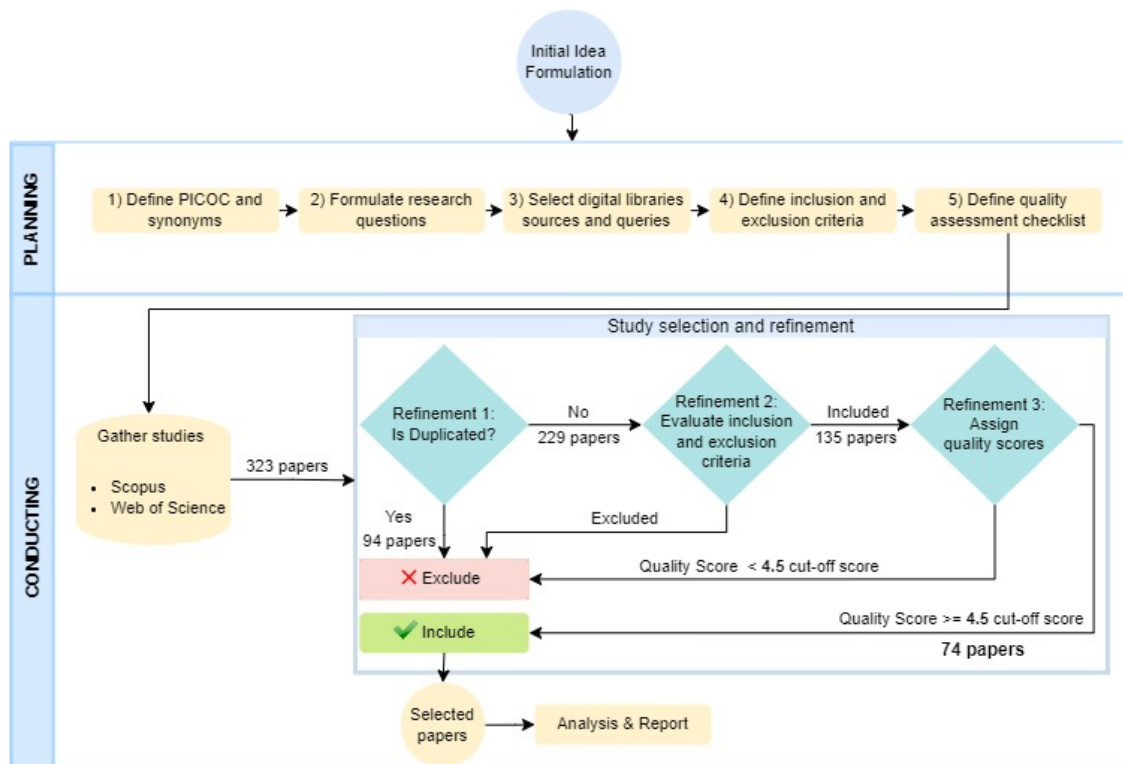 Initial Idea
Formulation
PLANNING
1) Define PICOC and
synonyms
2) Formulate research
questions
3) Select digital libraries
sources and queries
4) Define inclusion and
exclusion criteria
5) Define quality
assessment checklist
CONDUCTING
Study selection and refinement
Gather studies
• Scopus
• Web of Science
323 papers
Refinement 1:
Is Duplicated?
No
229 papers
Refinement 2:
Evaluate inclusion
and exclusion
criteria
Included
135 papers
Refinement 3:
Assign
quality scores
Yes
94 papers
Excluded
Exclude
Quality Score < 4.5 cut-off score
Include
Quality Score >= 4.5 cut-off score
74 papers
Selected
papers
Analysis & Report